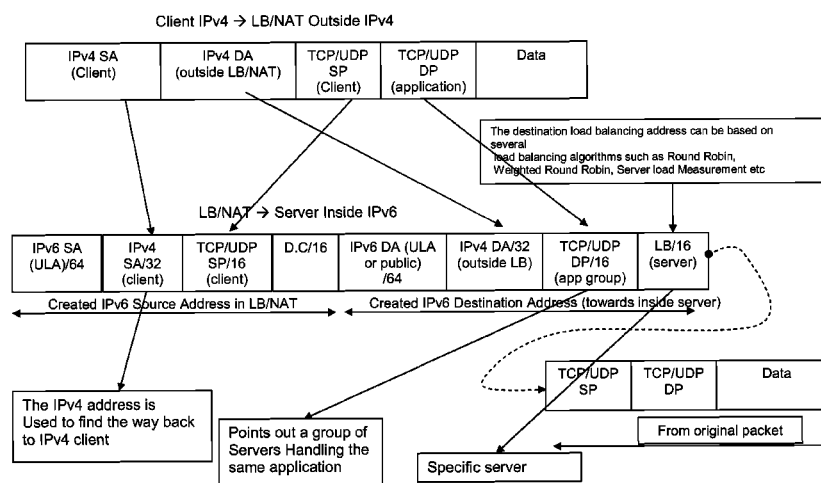 Client IPv4 → LB/NAT Outside IPv4
IPv4 SA
(Client)
IPv4 DA
(outside LB/NAT)
TCP/UDP
SP
(Client)
TCP/UDP
DP
(application)
Data
The destination load balancing address can be based on
several
load balancing algorithms such as Round Robin,
Weighted Round Robin, Server load Measurement etc
LB/NAT → Server Inside IPv6
IPv6 SA
(ULA)/64
IPv4
SA/32
(client)
TCP/UDP
SP/16
(client)
D.C/16
IPv6 DA (ULA
or public)
/64
IPv4 DA/32
(outside LB)
TCP/UDP
DP/16
(app group)
LB/16
(server)
Created IPv6 Source Address in LB/NAT
Created IPv6 Destination Address (towards inside server)
TCP/UDP
SP
TCP/UDP
DP
Data
The IPv4 address is
Used to find the way back
to IPv4 client
Points out a group of
Servers Handling the
same application
From original packet
Specific server